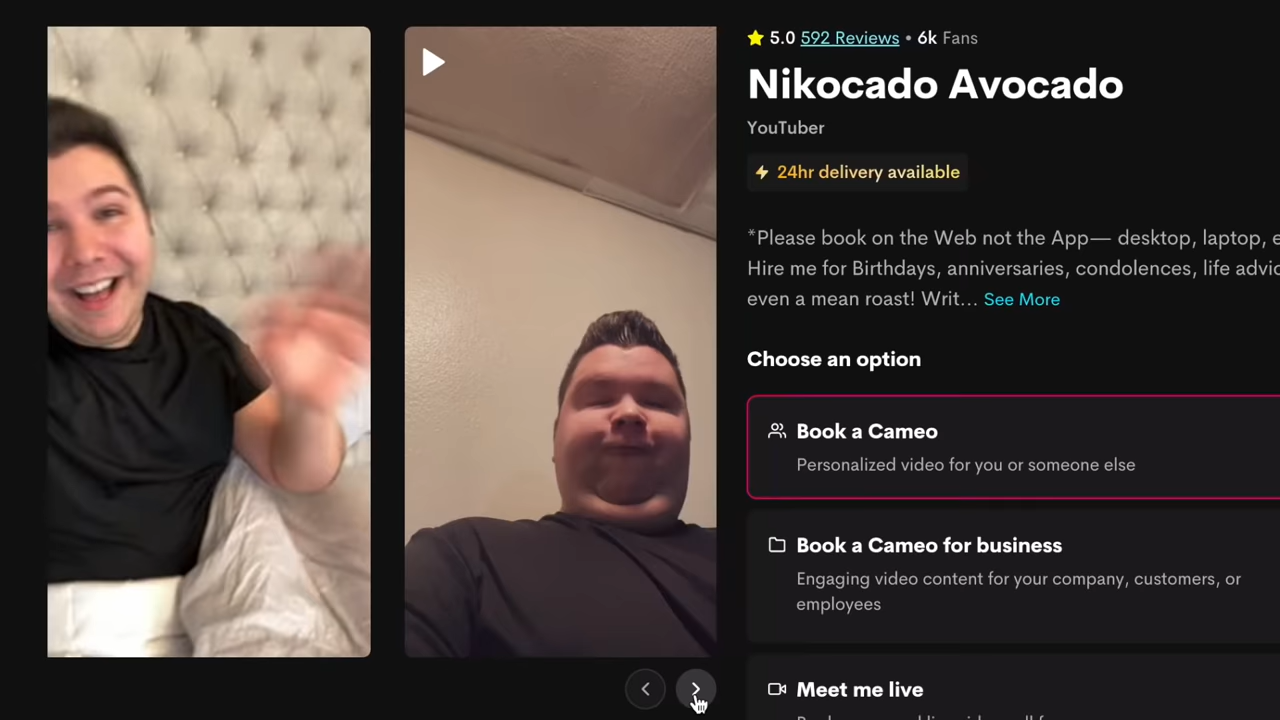 5.0 592 Reviews • 6k Fans
Nikocado Avocado
YouTuber
24hr delivery available
*Please book on the Web not the App— desktop, laptop,
Hire me for Birthdays, anniversaries, condolences, life
even a mean roast! Writ... See More
Choose an option
Book a Cameo
Personalized video for you or someone else
Book a Cameo for business
Engaging video content for your company, customers, or
employees
Meet me live